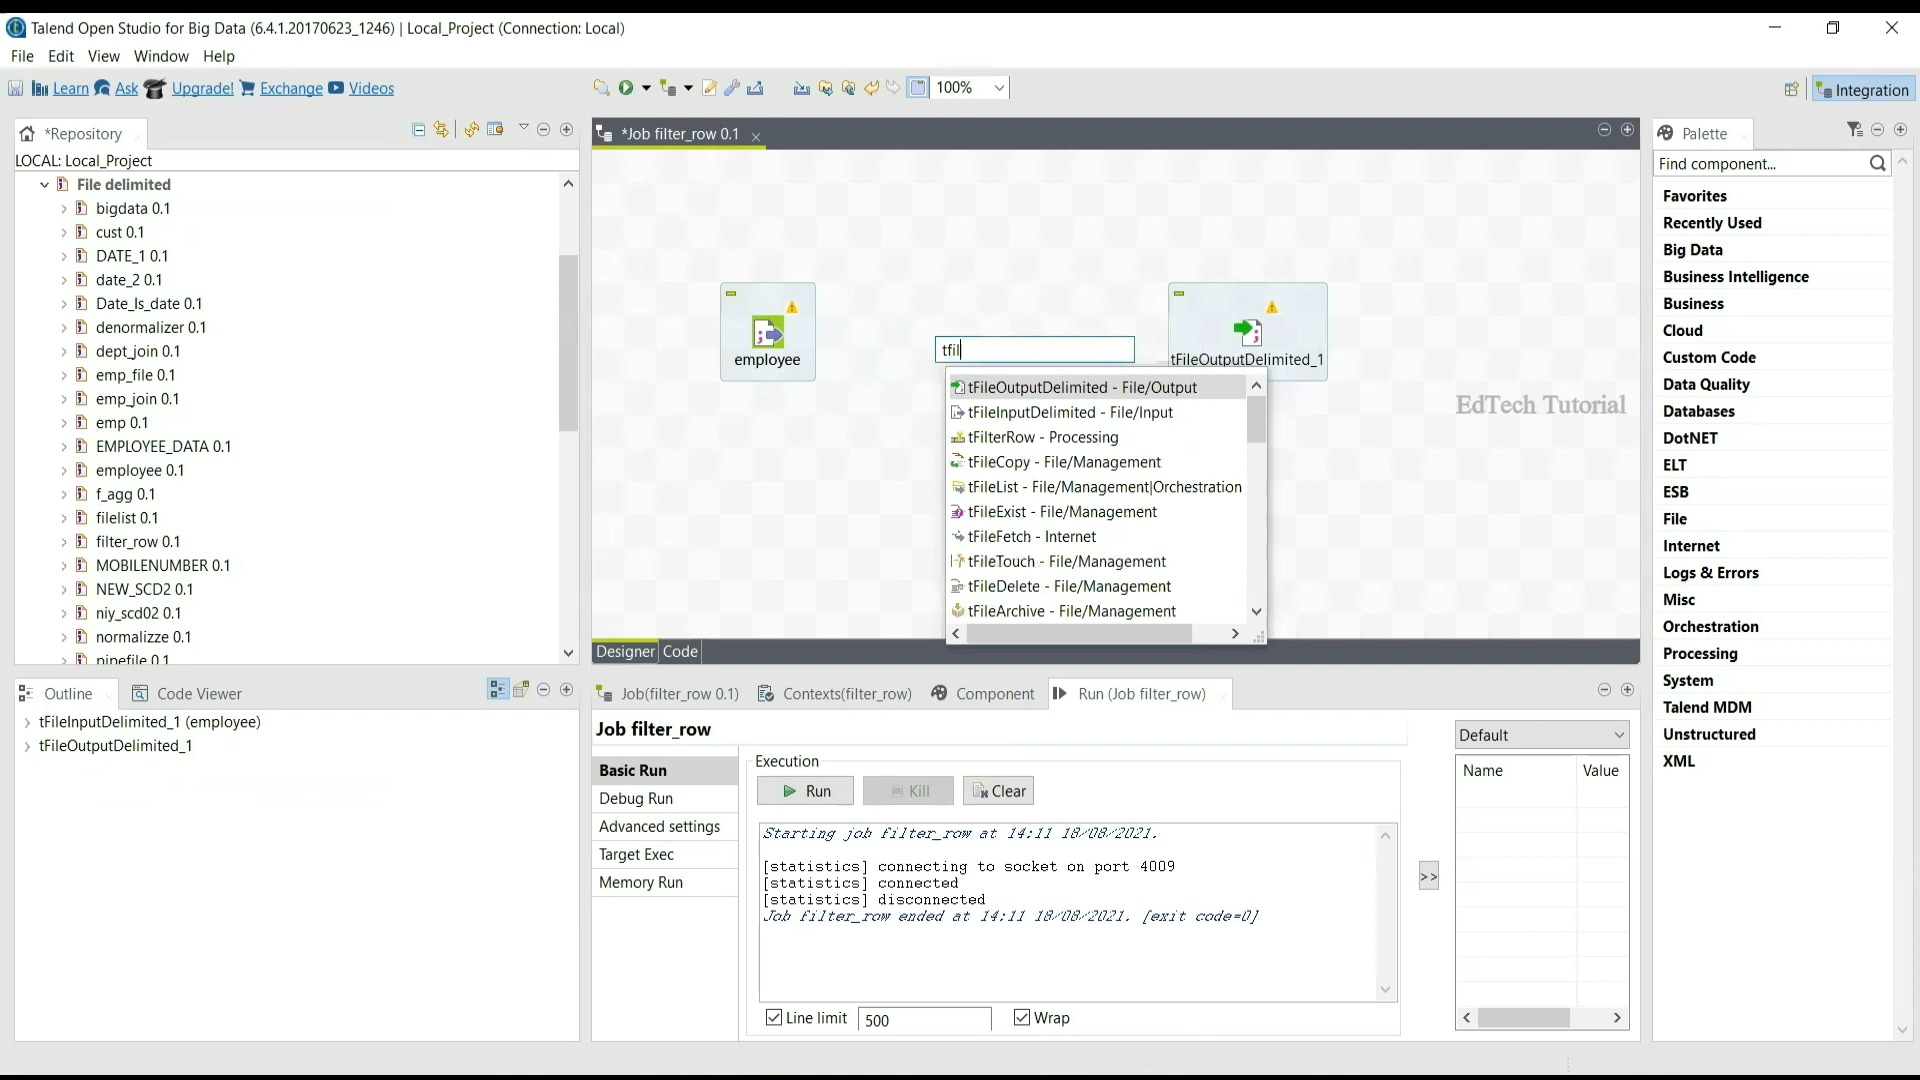 Talend Open Studio for Big Data (6.4.1.20170623_1246) | Local_Project (Connection: Local)
File Edit View Window Help
Learn Ask Upgrade! Exchange Videos
100%
Integration
*Repository
LOCAL: Local_Project
File delimited
bigdata 0.1
cust 0.1
DATE_1 0.1
date_2 0.1
Date_Is_date 0.1
denormalizer 0.1
dept_join 0.1
emp_file 0.1
emp_join 0.1
emp 0.1
EMPLOYEE_DATA 0.1
employee 0.1
f_agg 0.1
filelist 0.1
filter_row 0.1
MOBILENUMBER 0.1
NEW_SCD2 0.1
niy_scd02 0.1
normalizze 0.1
pipefile 0.1
*Job filter_row 0.1
employee
tFileOutputDelimited_1
tfil
tFileOutputDelimited - File/Output
tFileInputDelimited - File/Input
tFilterRow - Processing
tFileCopy - File/Management
tFileList - File/Management|Orchestration
tFileExist - File/Management
tFileFetch - Internet
tFileTouch - File/Management
tFileDelete - File/Management
tFileArchive - File/Management
EdTech Tutorial
Designer Code
Palette
Find component...
Favorites
Recently Used
Big Data
Business Intelligence
Business
Cloud
Custom Code
Data Quality
Databases
DotNET
ELT
ESB
File
Internet
Logs & Errors
Misc
Orchestration
Processing
System
Talend MDM
Unstructured
XML
Outline Code Viewer
tFileInputDelimited_1 (employee)
tFileOutputDelimited_1
Job(filter_row 0.1) Contexts(filter_row) Component Run (Job filter_row)
Job filter_row
Basic Run
Debug Run
Advanced settings
Target Exec
Memory Run
Execution
Run Kill Clear
Starting job filter_row at 14:11 18/08/2021.
[statistics] connecting to socket on port 4009
[statistics] connected
[statistics] disconnected
Job filter_row ended at 14:11 18/08/2021. [exit code=0]
Line limit 500 Wrap
>>
Default
Name Value